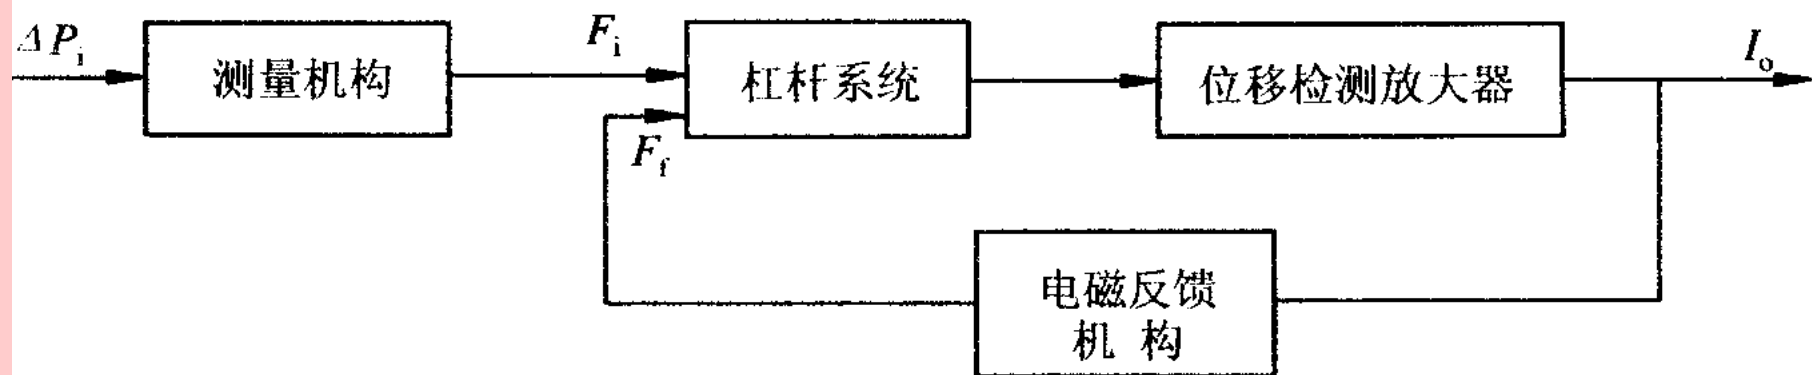 ΔPi
测量机构
Fi
杠杆系统
位移检测放大器
Io
Ff
电磁反馈
机 构